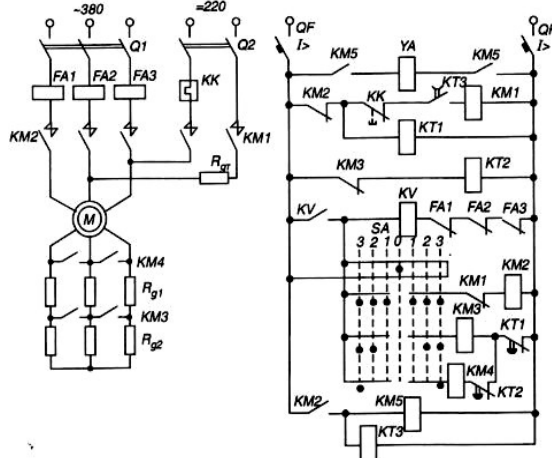 ~380
=220
QF
QF
Q1
Q2
I>
I>
KM5
YA
KM5
FA1
FA2
FA3
KK
KM2
KK
KT3
KM1
KT1
KM2
KM1
Rgт
KM3
KT2
M
KV
KV
FA1
FA2
FA3
SA
3 2 1 0 1 2 3
KM4
KM1
KM2
Rg1
KM3
KM3
KT1
Rg2
KM4
KT2
KM2
KM5
KT3